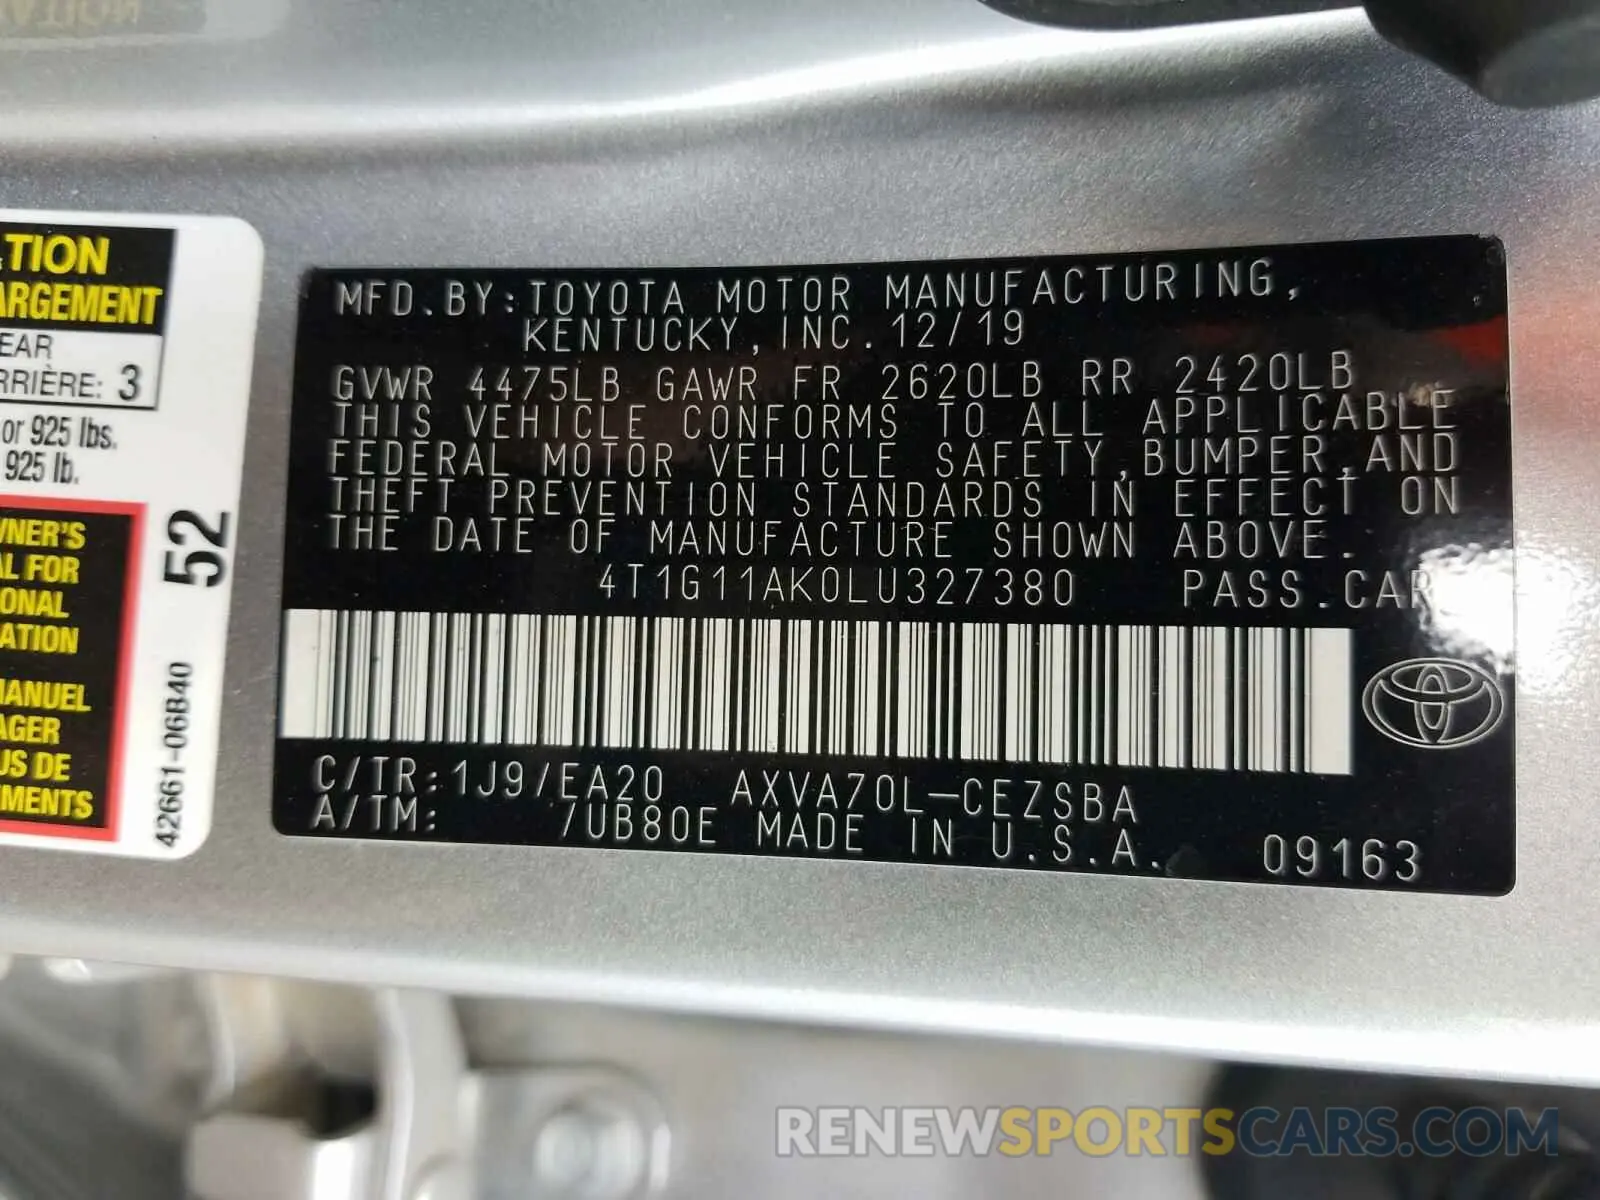 TION
ARGEMENT
EAR
RRIÈRE: 3
or 925 lbs.
925 lb.
WNER'S
L FOR
ONAL
ATION
MANUEL
AGER
US DE
MENTS
52
42661-06B40
MFD.BY:TOYOTA MOTOR MANUFACTURING,
KENTUCKY,INC. 12/19
GVWR 4475LB GAWR FR 2620LB RR 2420LB
THIS VEHICLE CONFORMS TO ALL APPLICABLE
FEDERAL MOTOR VEHICLE SAFETY,BUMPER,AND
THEFT PREVENTION STANDARDS IN EFFECT ON
THE DATE OF MANUFACTURE SHOWN ABOVE.
4T1G11AK0LU327380 PASS.CAR
C/TR:1J9/EA20 AXVA70L-CEZSBA
A/TM: /UB80E MADE IN U.S.A.
09163
RENEWSPORTSCARS.COM